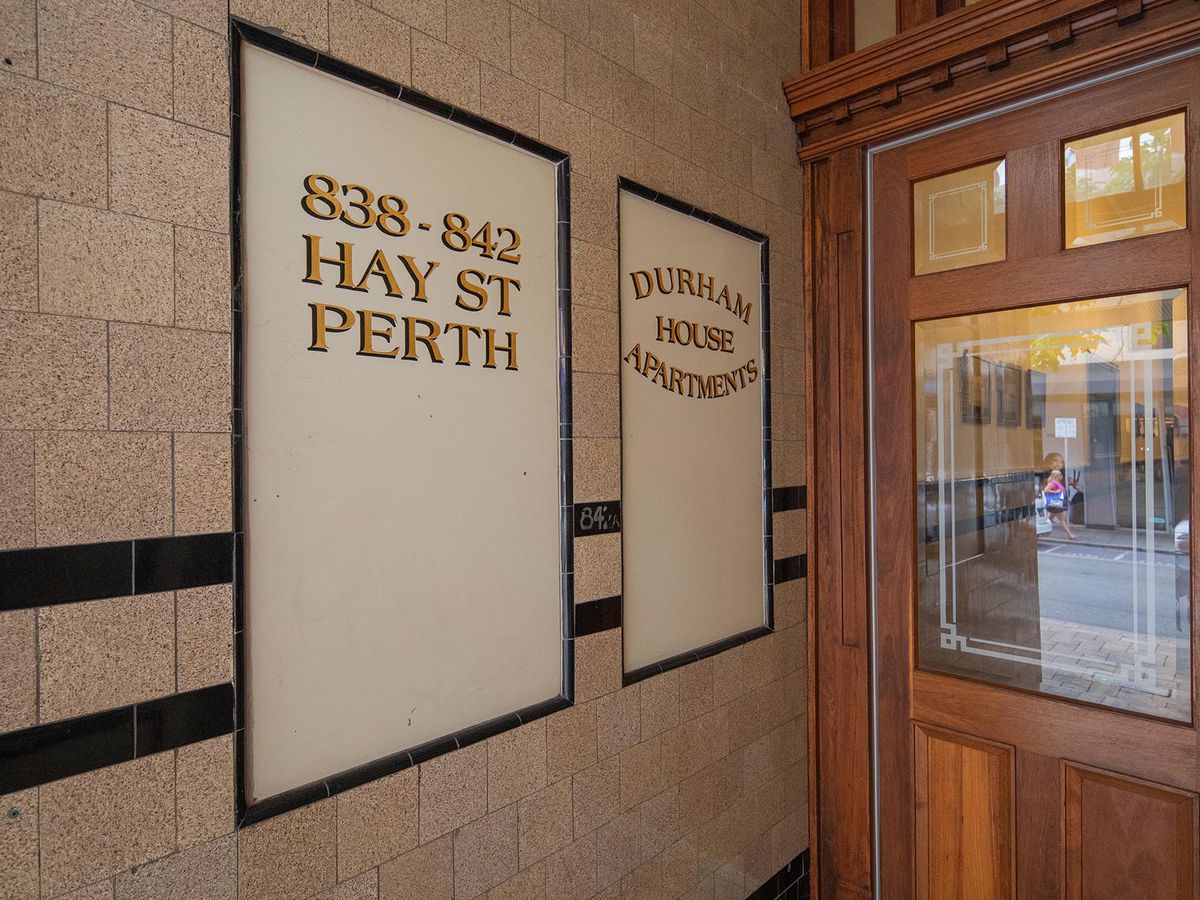 838 - 842
HAY ST
PERTH
DURHAM
HOUSE
APARTMENTS